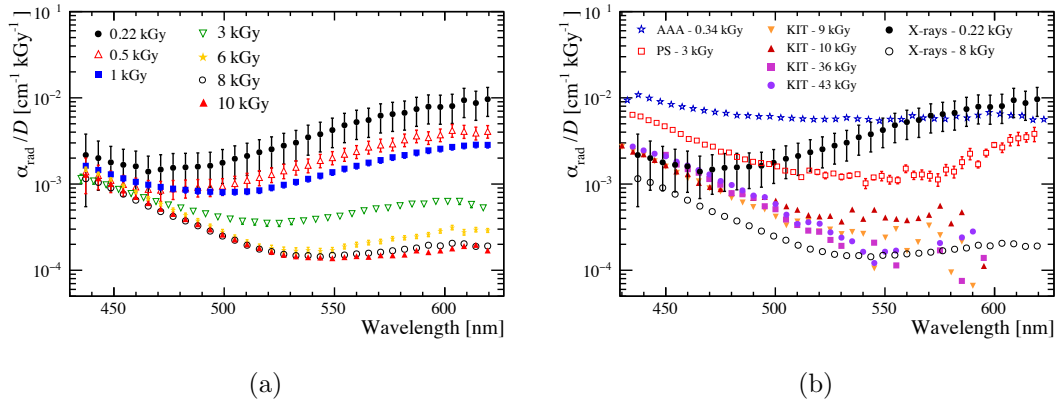 α_rad /D [cm⁻¹ kGy⁻¹]
10⁻¹
10⁻²
10⁻³
10⁻⁴
0.22 kGy
0.5 kGy
1 kGy
3 kGy
6 kGy
8 kGy
10 kGy
450 500 550 600
Wavelength [nm]
(a)
α_rad /D [cm⁻¹ kGy⁻¹]
10⁻¹
10⁻²
10⁻³
10⁻⁴
AAA - 0.34 kGy
PS - 3 kGy
KIT - 9 kGy
KIT - 10 kGy
KIT - 36 kGy
KIT - 43 kGy
X-rays - 0.22 kGy
X-rays - 8 kGy
450 500 550 600
Wavelength [nm]
(b)